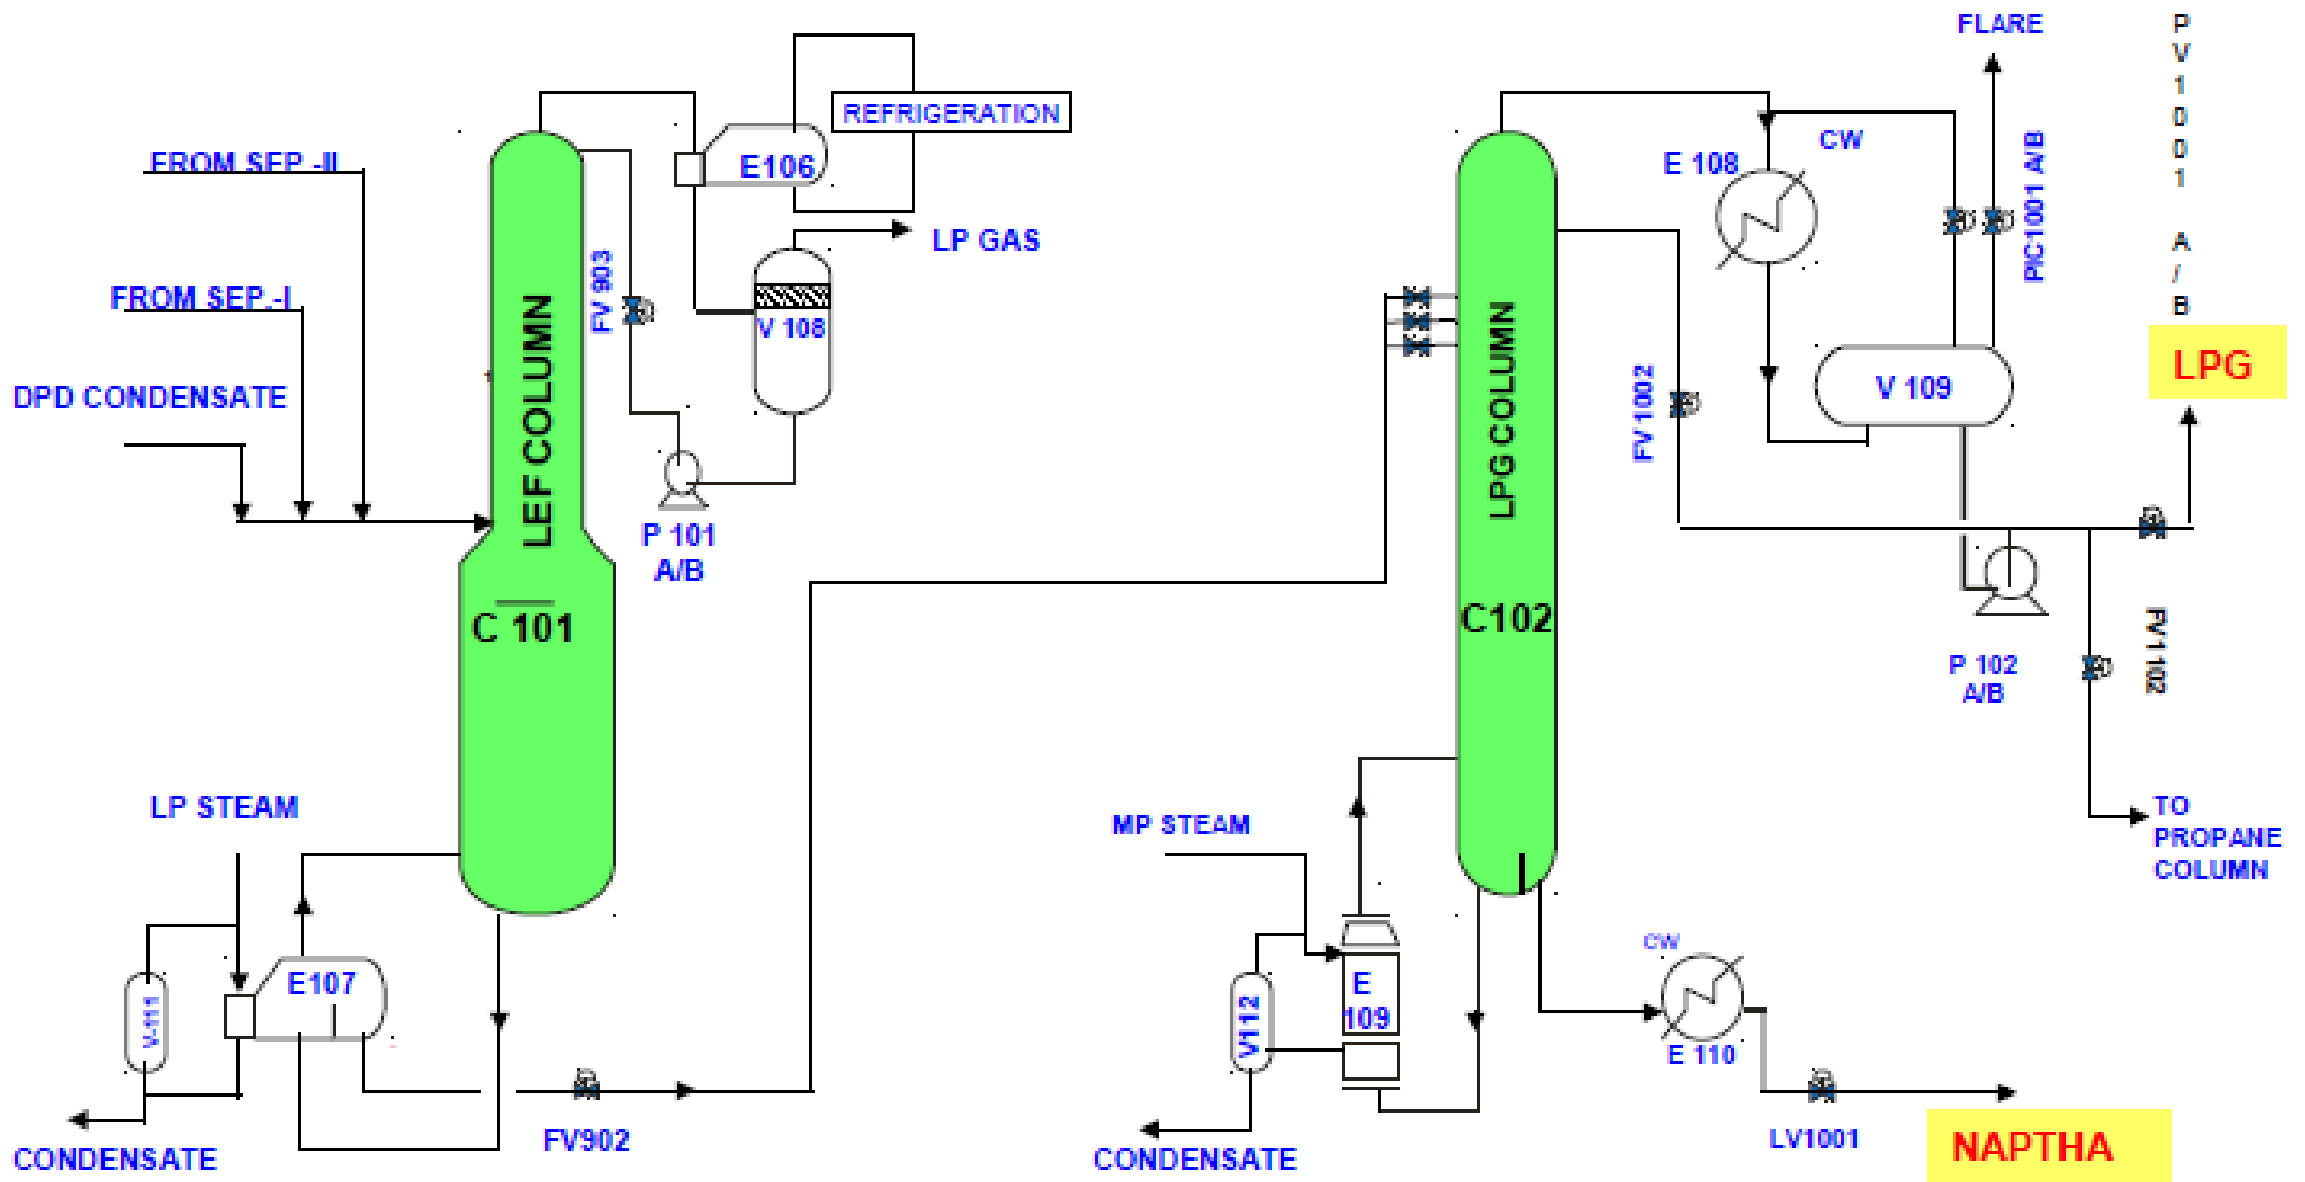 FLARE
P
V
1
0
0
1
A
/
B
REFRIGERATION
CW
E 108
E106
FROM SEP.-II
PIC1001 A/B
LP GAS
FV 903
FROM SEP.-I
V 108
LEF COLUMN
LPG COLUMN
LPG
DPD CONDENSATE
FV 1002
V 109
P 101
A/B
C 101
C102
P 102
A/B
FV1102
LP STEAM
MP STEAM
TO
PROPANE
COLUMN
CW
E107
V-111
E
109
V112
E 110
FV902
LV1001
CONDENSATE
CONDENSATE
NAPTHA